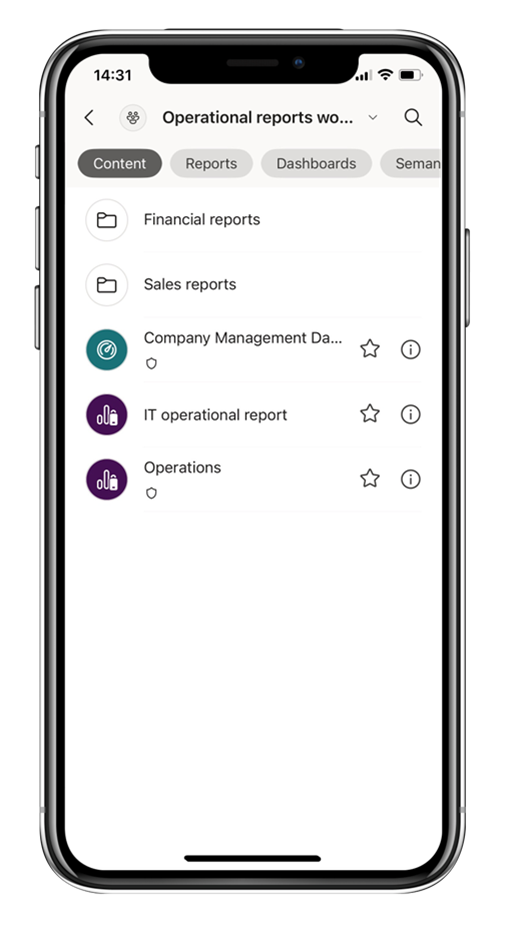 14:31
Operational reports wo...
Content Reports Dashboards Seman
Financial reports
Sales reports
Company Management Da...
IT operational report
Operations